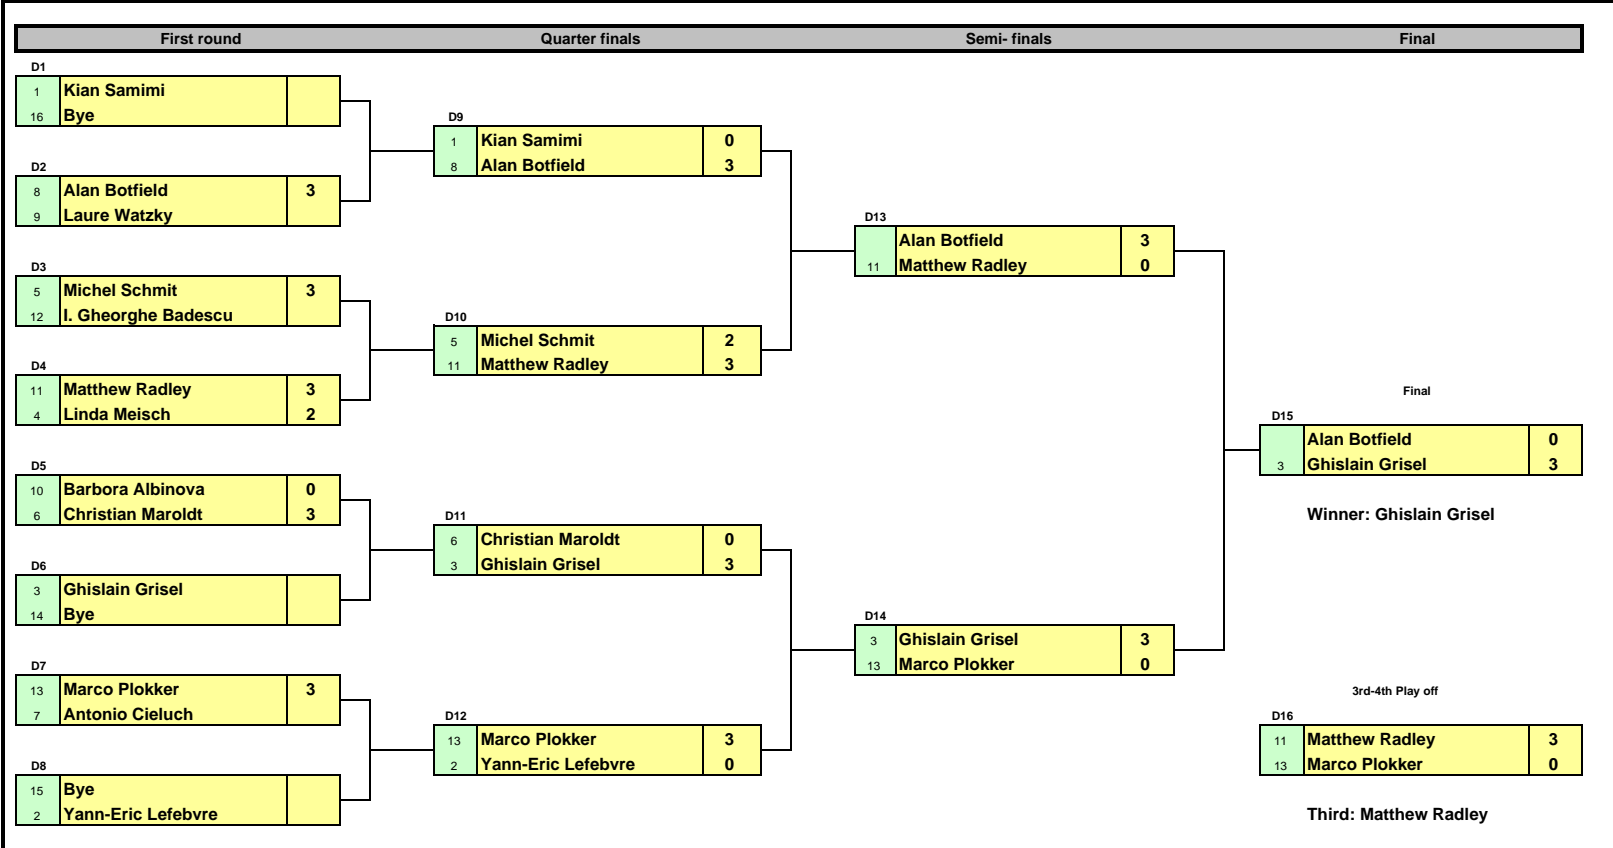 First round Quarter finals Semi- finals Final
D1
1 Kian Samimi
16 Bye
D2
8 Alan Botfield 3
9 Laure Watzky
D3
5 Michel Schmit 3
12 I. Gheorghe Badescu
D4
11 Matthew Radley 3
4 Linda Meisch 2
D5
10 Barbora Albinova 0
6 Christian Maroldt 3
D6
3 Ghislain Grisel
14 Bye
D7
13 Marco Plokker 3
7 Antonio Cieluch
D8
15 Bye
2 Yann-Eric Lefebvre
D9
1 Kian Samimi 0
8 Alan Botfield 3
D10
5 Michel Schmit 2
11 Matthew Radley 3
D11
6 Christian Maroldt 0
3 Ghislain Grisel 3
D12
13 Marco Plokker 3
2 Yann-Eric Lefebvre 0
D13
Alan Botfield 3
11 Matthew Radley 0
D14
3 Ghislain Grisel 3
13 Marco Plokker 0
Final
D15
Alan Botfield 0
3 Ghislain Grisel 3
Winner: Ghislain Grisel
3rd-4th Play off
D16
11 Matthew Radley 3
13 Marco Plokker 0
Third: Matthew Radley